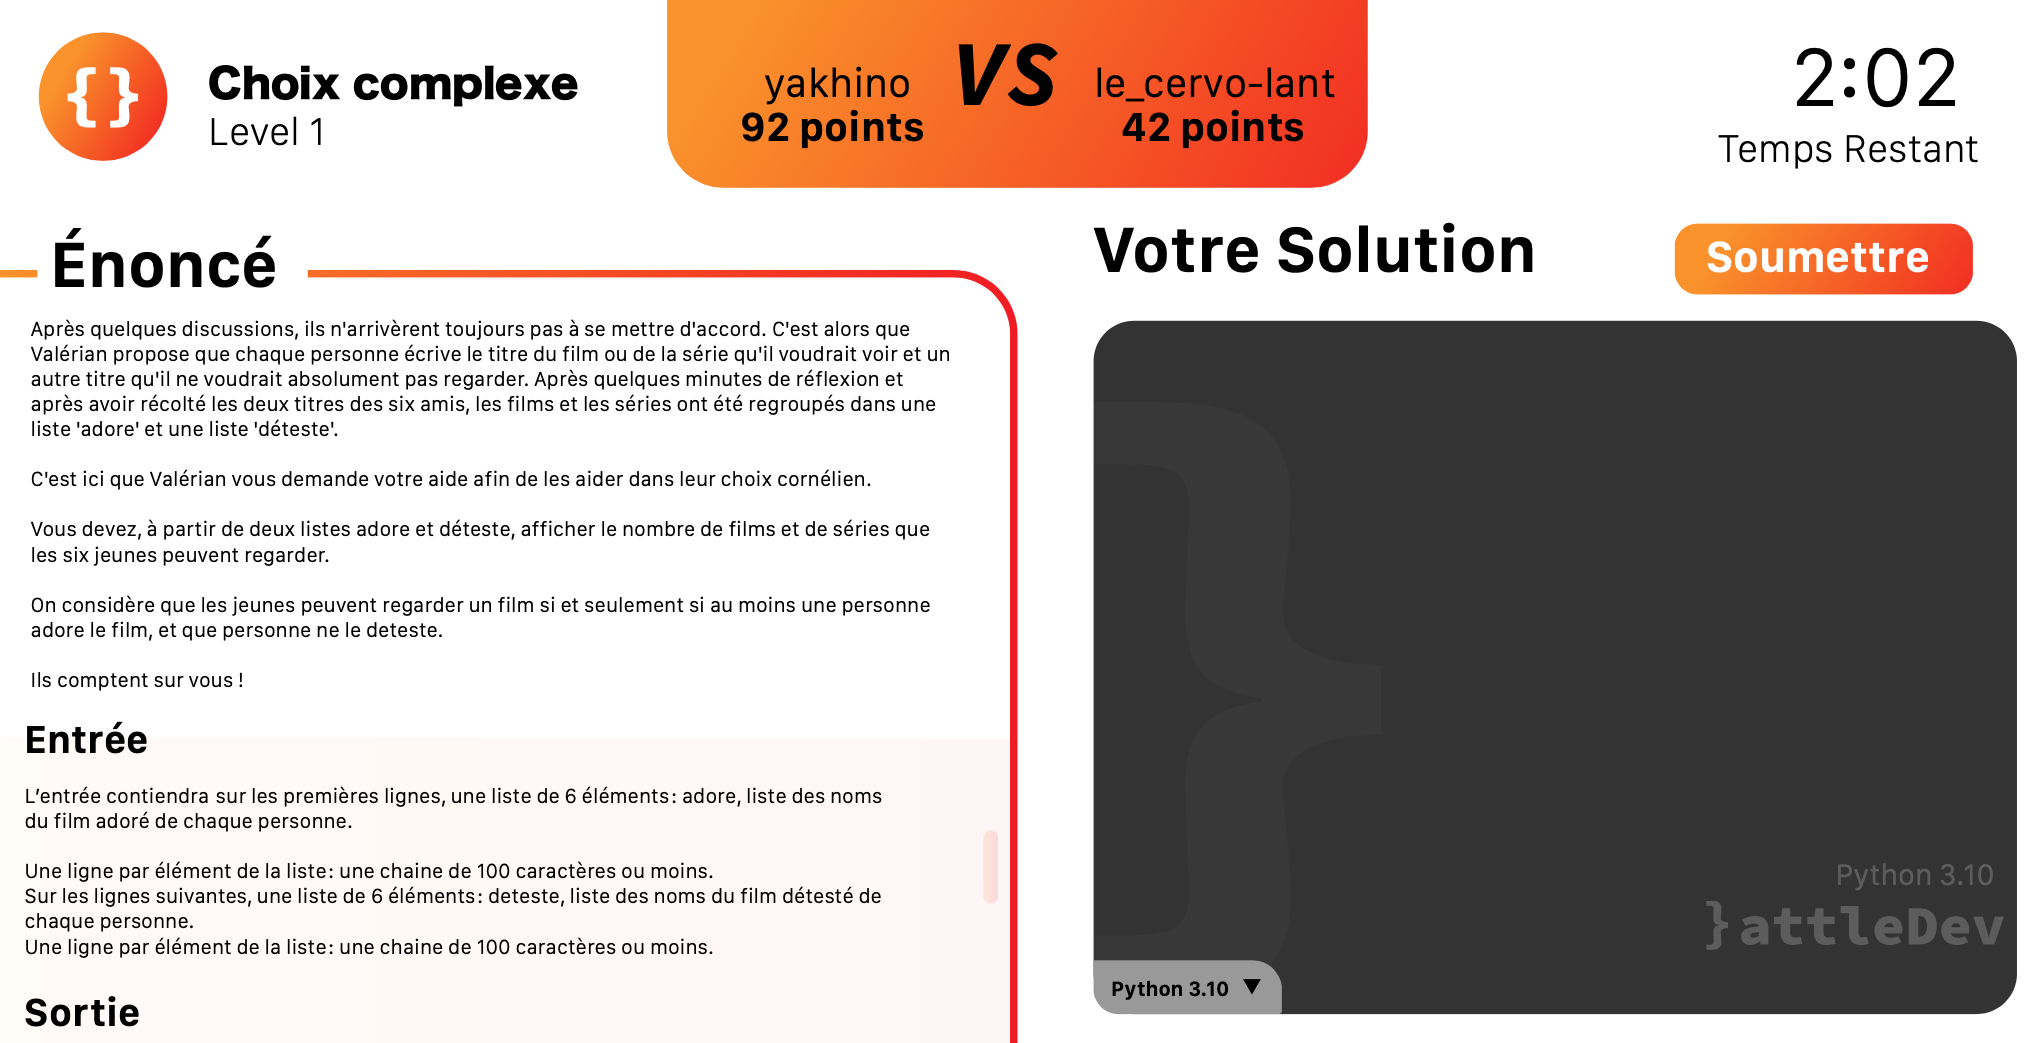 {}
Choix complexe
Level 1
yakhino
92 points
VS
le_cervo-lant
42 points
2:02
Temps Restant
Énoncé
Après quelques discussions, ils n'arrivèrent toujours pas à se mettre d'accord. C'est alors que
Valérian propose que chaque personne écrive le titre du film ou de la série qu'il voudrait voir et un
autre titre qu'il ne voudrait absolument pas regarder. Après quelques minutes de réflexion et
après avoir récolté les deux titres des six amis, les films et les séries ont été regroupés dans une
liste 'adore' et une liste 'déteste'.
C'est ici que Valérian vous demande votre aide afin de les aider dans leur choix cornélien.
Vous devez, à partir de deux listes adore et déteste, afficher le nombre de films et de séries que
les six jeunes peuvent regarder.
On considère que les jeunes peuvent regarder un film si et seulement si au moins une personne
adore le film, et que personne ne le deteste.
Ils comptent sur vous !
Entrée
L’entrée contiendra sur les premières lignes, une liste de 6 éléments: adore, liste des noms
du film adoré de chaque personne.
Une ligne par élément de la liste: une chaine de 100 caractères ou moins.
Sur les lignes suivantes, une liste de 6 éléments: deteste, liste des noms du film détesté de
chaque personne.
Une ligne par élément de la liste: une chaine de 100 caractères ou moins.
Sortie
Votre Solution
Soumettre
Python 3.10
}attleDev
Python 3.10 ▼